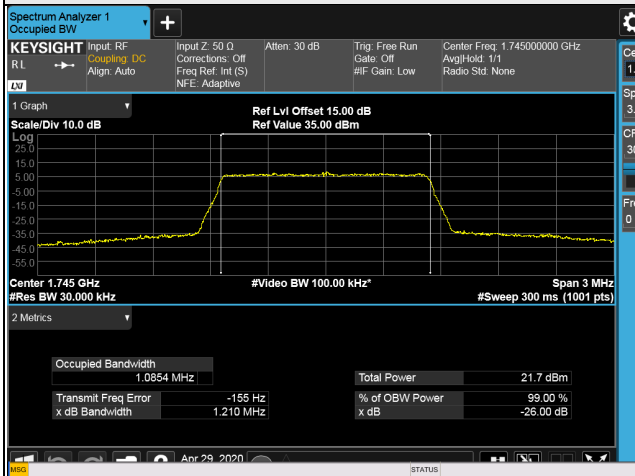 Spectrum Analyzer 1
Occupied BW
KEYSIGHT
RL
LXI
Input: RF
Coupling: DC
Align: Auto
Input Z: 50 Ω
Corrections: Off
Freq Ref: Int (S)
NFE: Adaptive
Atten: 30 dB
Trig: Free Run
Gate: Off
#IF Gain: Low
Center Freq: 1.745000000 GHz
Avg|Hold: 1/1
Radio Std: None
1 Graph
Scale/Div 10.0 dB
Ref Lvl Offset 15.00 dB
Ref Value 35.00 dBm
Log
25.0
15.0
5.00
-5.00
-15.0
-25.0
-35.0
-45.0
-55.0
Center 1.745 GHz
#Res BW 30.000 kHz
#Video BW 100.00 kHz*
Span 3 MHz
#Sweep 300 ms (1001 pts)
2 Metrics
Occupied Bandwidth
1.0854 MHz
Transmit Freq Error -155 Hz
x dB Bandwidth 1.210 MHz
Total Power 21.7 dBm
% of OBW Power 99.00 %
x dB -26.00 dB
Apr 29, 2020
MSG
STATUS